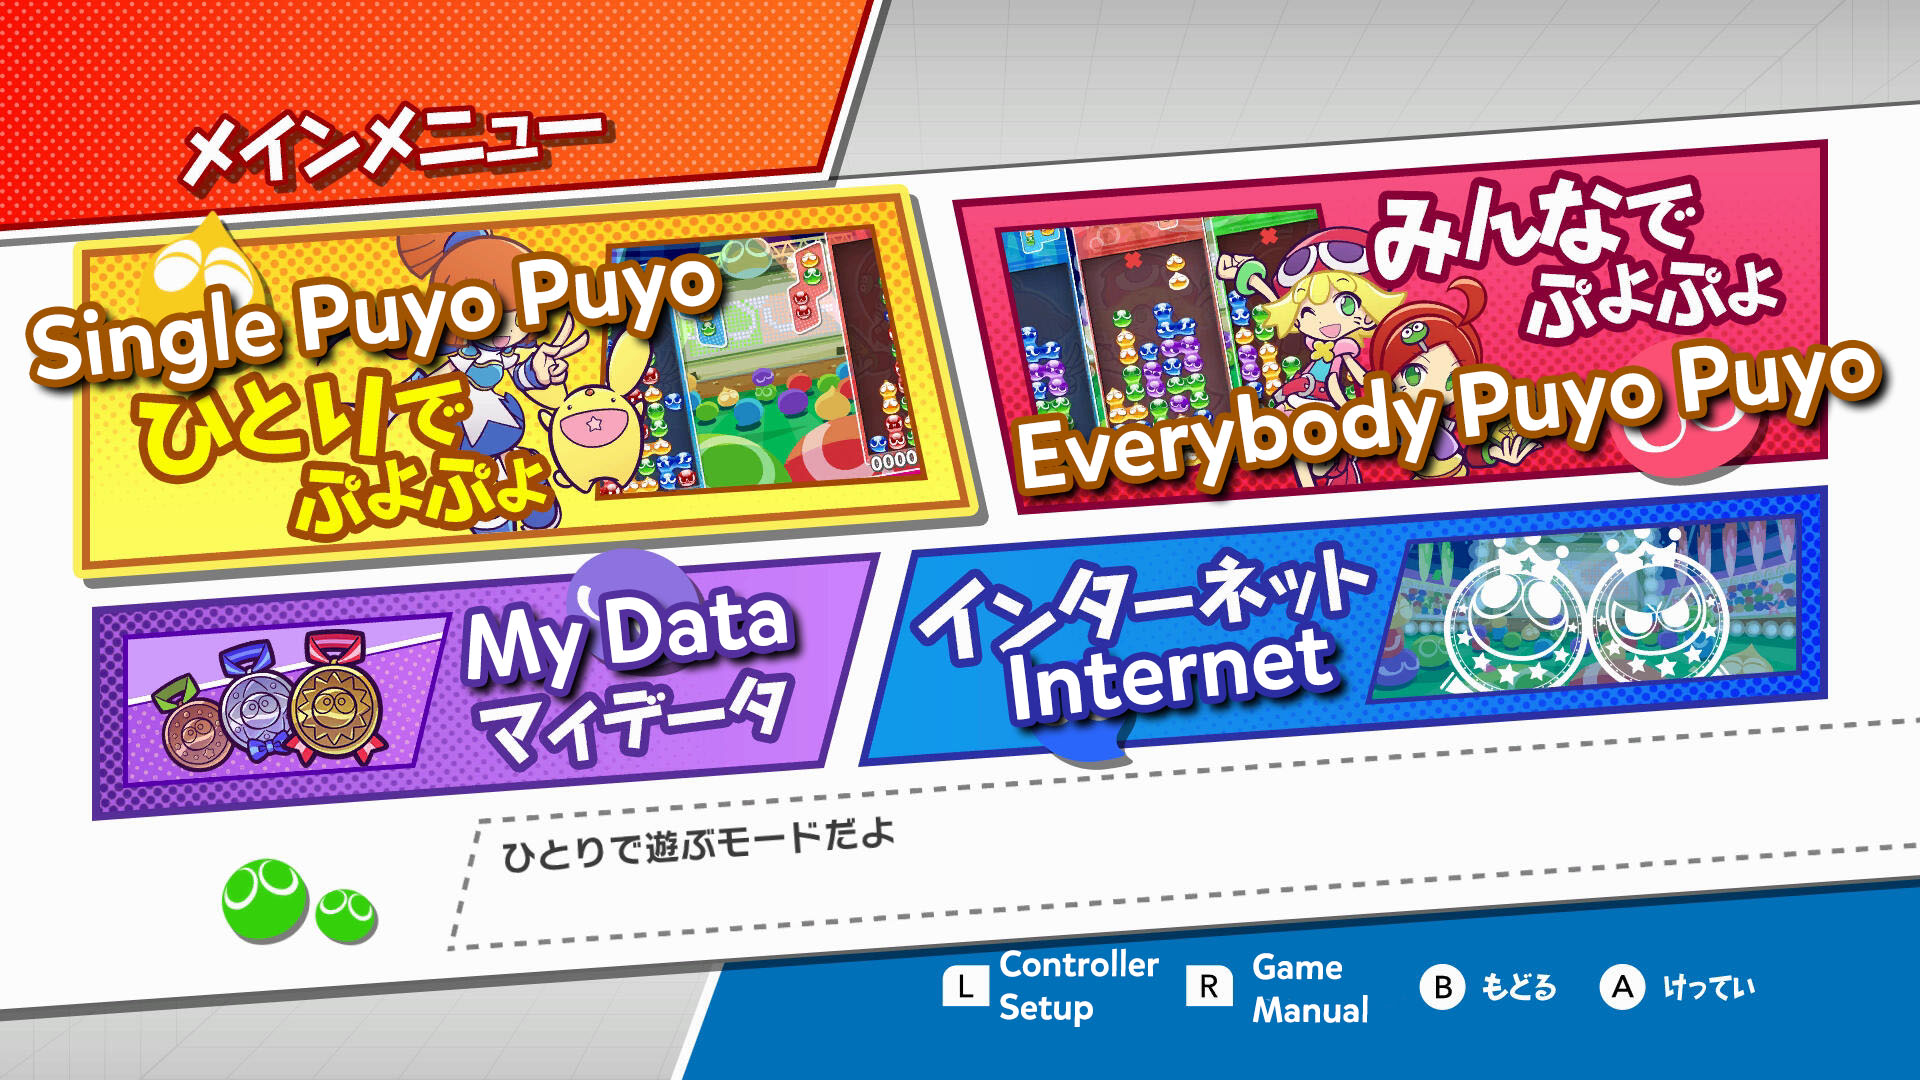 メインメニュー
Single Puyo Puyo
ひとりで
ぷよぷよ
0000
みんなで
ぷよぷよ
Everybody Puyo Puyo
My Data
マイデータ
インターネット
Internet
ひとりで遊ぶモードだよ
L Controller
Setup
R Game
Manual
B もどる
A けってい